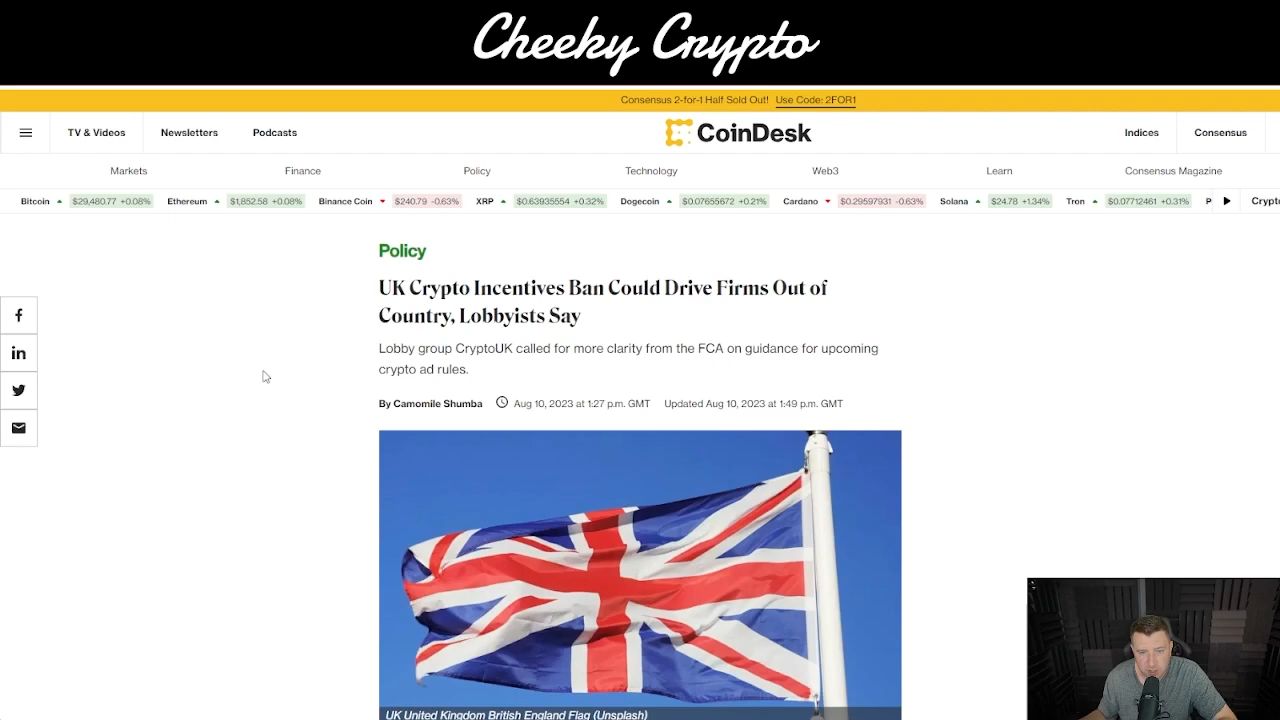 Cheeky Crypto
Consensus 2-for-1 Half Sold Out! Use Code: 2FOR1
TV & Videos Newsletters Podcasts CoinDesk Indices Consensus
Markets Finance Policy Technology Web3 Learn Consensus Magazine
Bitcoin $29,480.77 +0.08% Ethereum $1,852.58 +0.08% Binance Coin $240.79 -0.63% XRP $0.63935554 +0.32% Dogecoin $0.07655672 +0.21% Cardano $0.29597931 -0.63% Solana $24.78 +1.34% Tron $0.07712461 +0.31% P Crypto
Policy
UK Crypto Incentives Ban Could Drive Firms Out of
Country, Lobbyists Say
Lobby group CryptoUK called for more clarity from the FCA on guidance for upcoming
crypto ad rules.
By Camomile Shumba Aug 10, 2023 at 1:27 p.m. GMT Updated Aug 10, 2023 at 1:49 p.m. GMT
f
in
UK United Kingdom British England Flag (Unsplash)